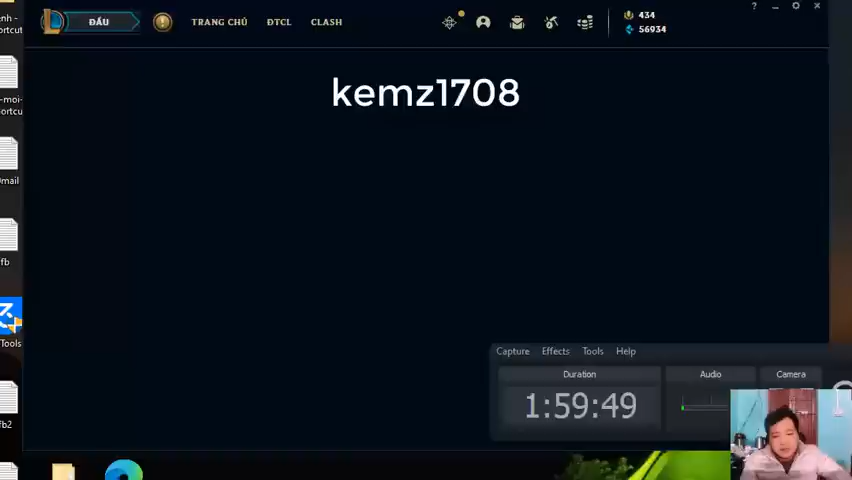 ĐẤU
TRANG CHỦ
ĐTCL
CLASH
434
56934
?
kemz1708
Capture
Effects
Tools
Help
Duration
Audio
Camera
1:59:49
mail
fb
Tools
fb2